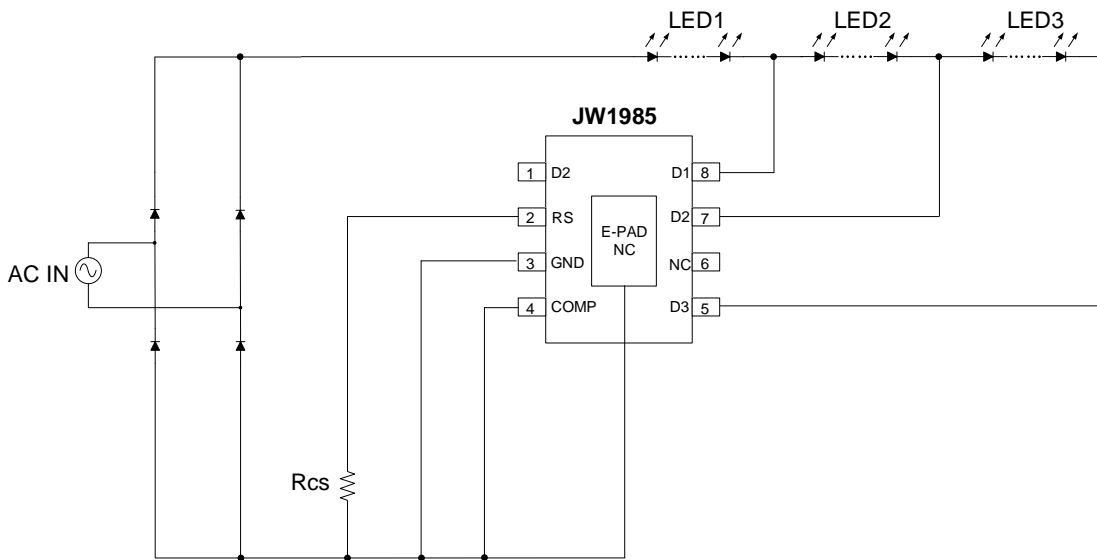 LED1 LED2 LED3
JW1985
1 D2 D1 8
2 RS D2 7
E-PAD
NC
AC IN
3 GND NC 6
4 COMP D3 5
Rcs